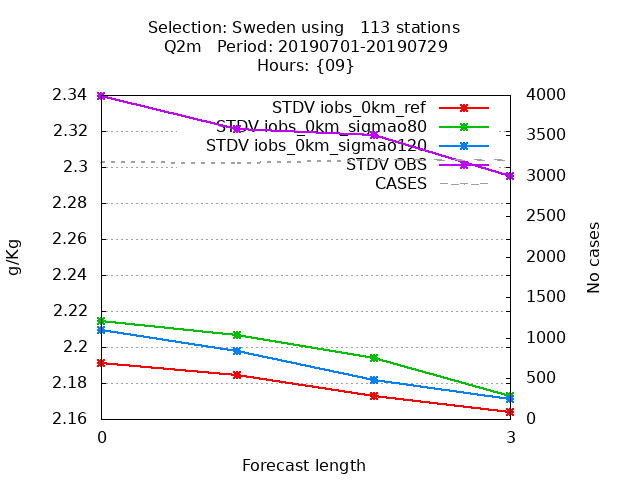 Selection: Sweden using   113 stations
Q2m   Period: 20190701-20190729
Hours: {09}
2.34
2.32
2.3
2.28
2.26
2.24
2.22
2.2
2.18
2.16
g/Kg
STDV iobs_0km_ref
STDV iobs_0km_sigmao80
STDV iobs_0km_sigmao120
STDV OBS
CASES
4000
3500
3000
2500
2000
1500
1000
500
0
No cases
0
3
Forecast length